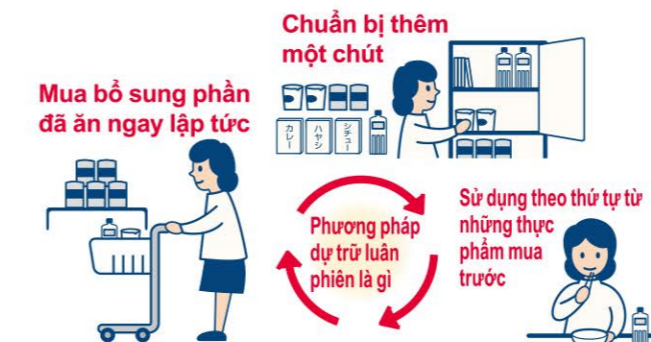 Chuẩn bị thêm
một chút
Mua bổ sung phần
đã ăn ngay lập tức
カレー
ハヤシ
シチュー
Phương pháp
dự trữ luân
phiên là gì
Sử dụng theo thứ tự từ
những thực
phẩm mua
trước